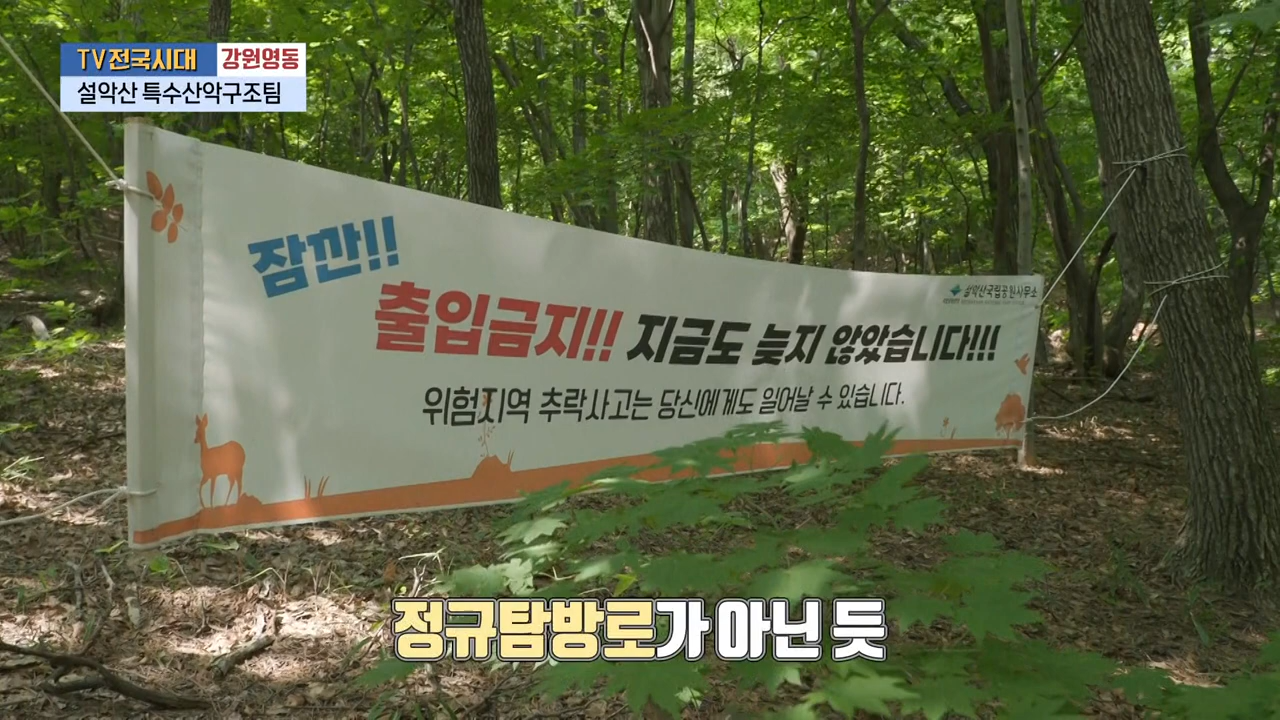 TV전국시대 강원영동
설악산 특수산악구조팀
잠깐!!
설악산국립공원사무소
출입금지!! 지금도 늦지 않았습니다!!!
위험지역 추락사고는 당신에게도 일어날 수 있습니다.
정규탐방로가 아닌 듯